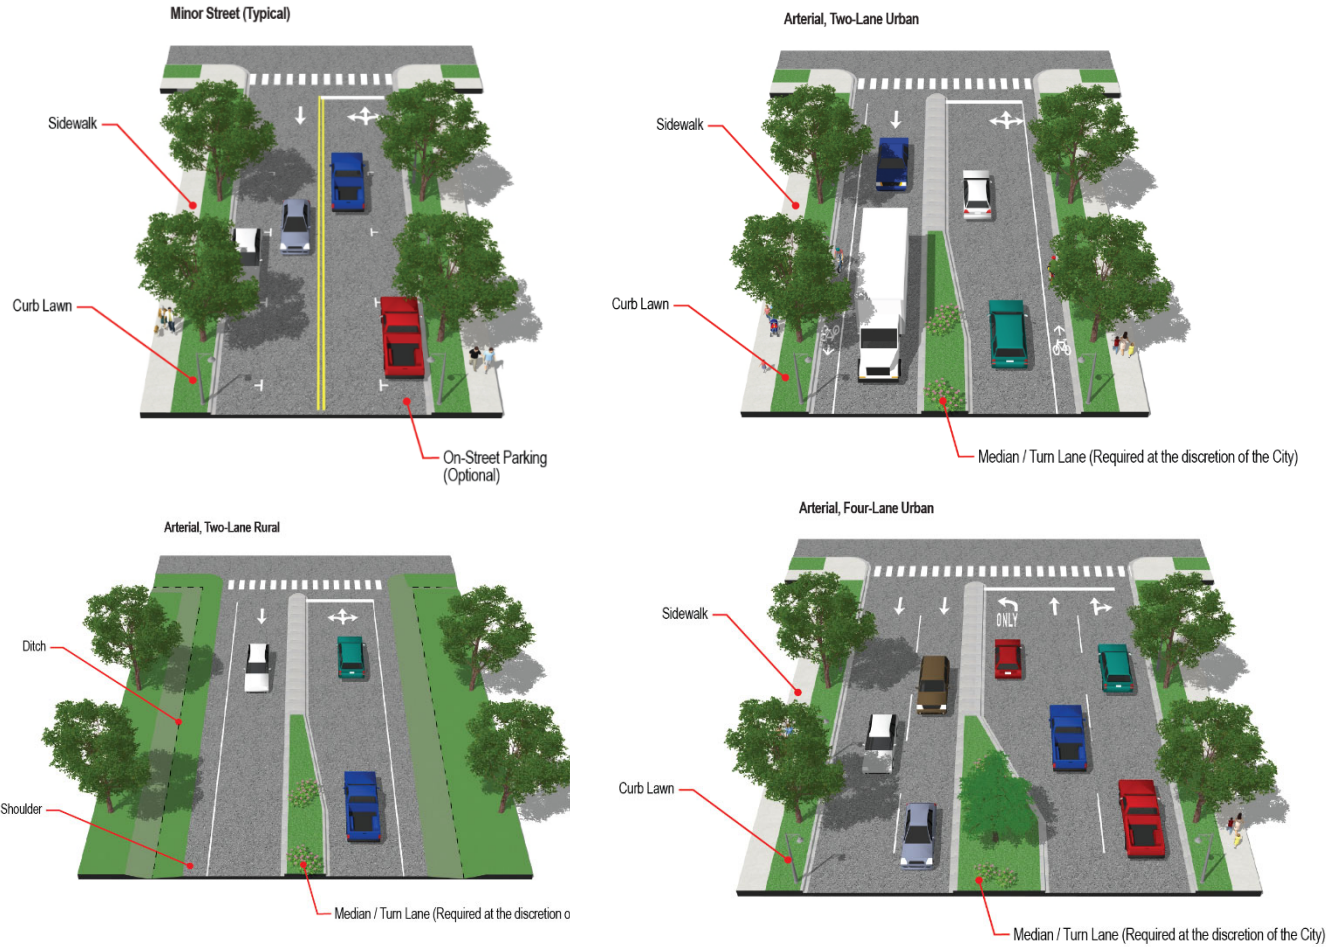 Minor Street (Typical)
Sidewalk
Curb Lawn
On-Street Parking
(Optional)
Arterial, Two-Lane Urban
Sidewalk
Curb Lawn
Median / Turn Lane (Required at the discretion of the City)
Arterial, Two-Lane Rural
Ditch
Shoulder
Median / Turn Lane (Required at the discretion o
Arterial, Four-Lane Urban
ONLY
Sidewalk
Curb Lawn
Median / Turn Lane (Required at the discretion of the City)